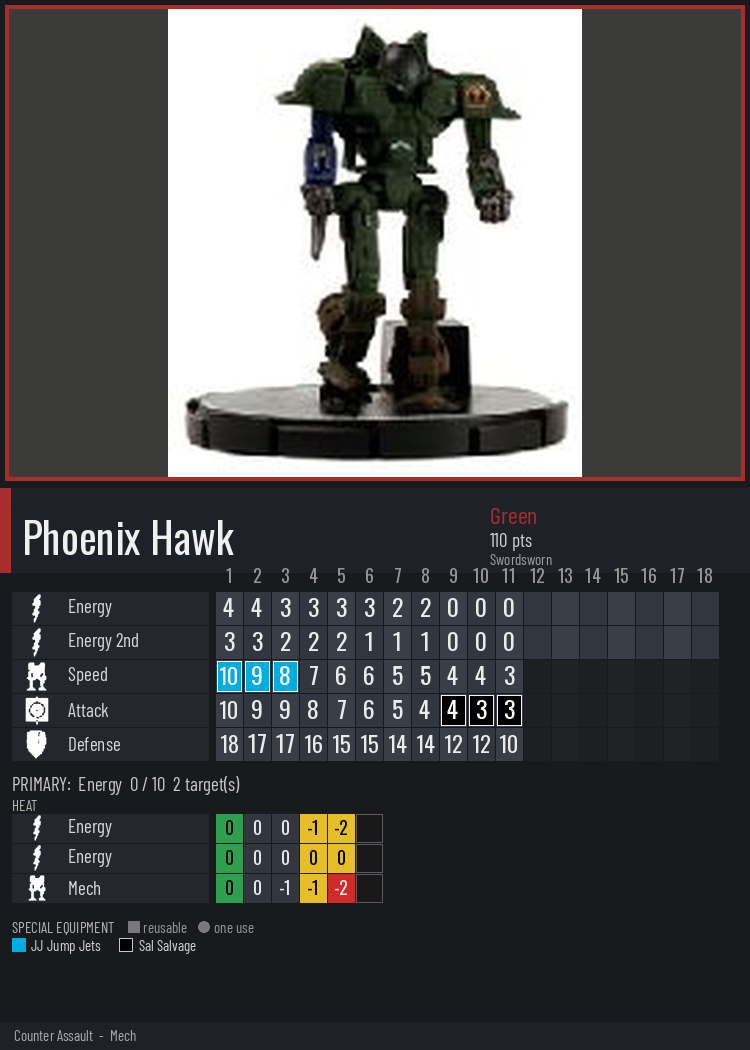 Phoenix Hawk
Green
110 pts
Swordsworn
1 2 3 4 5 6 7 8 9 10 11 12 13 14 15 16 17 18
Energy 4 4 3 3 3 3 2 2 0 0 0
Energy 2nd 3 3 2 2 2 1 1 1 0 0 0
Speed 10 9 8 7 6 6 5 5 4 4 3
Attack 10 9 9 8 7 6 5 4 4 3 3
Defense 18 17 17 16 15 15 14 14 12 12 10
PRIMARY: Energy 0 / 10 2 target(s)
HEAT
Energy 0 0 0 -1 -2
Energy 0 0 0 0 0
Mech 0 0 -1 -1 -2
SPECIAL EQUIPMENT reusable one use
JJ Jump Jets Sal Salvage
Counter Assault - Mech